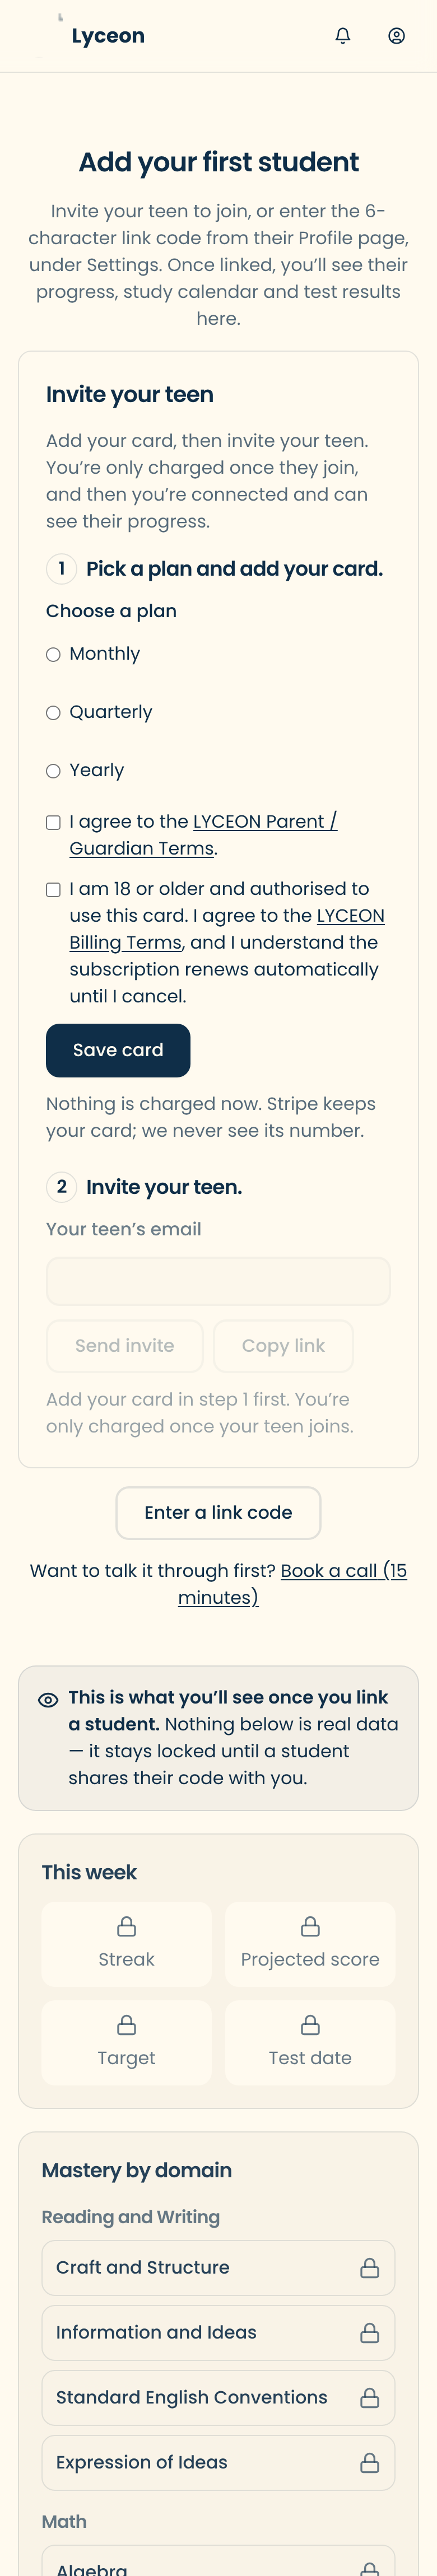 Lyceon
Add your first student
Invite your teen to join, or enter the 6-
character link code from their Profile page,
under Settings. Once linked, you’ll see their
progress, study calendar and test results
here.
Invite your teen
Add your card, then invite your teen.
You’re only charged once they join,
and then you’re connected and can
see their progress.
1 Pick a plan and add your card.
Choose a plan
Monthly
Quarterly
Yearly
I agree to the LYCEON Parent /
Guardian Terms.
I am 18 or older and authorised to
use this card. I agree to the LYCEON
Billing Terms, and I understand the
subscription renews automatically
until I cancel.
Save card
Nothing is charged now. Stripe keeps
your card; we never see its number.
2 Invite your teen.
Your teen’s email
Send invite Copy link
Add your card in step 1 first. You’re
only charged once your teen joins.
Enter a link code
Want to talk it through first? Book a call (15
minutes)
This is what you’ll see once you link
a student. Nothing below is real data
— it stays locked until a student
shares their code with you.
This week
Streak Projected score
Target Test date
Mastery by domain
Reading and Writing
Craft and Structure
Information and Ideas
Standard English Conventions
Expression of Ideas
Math
Algebra